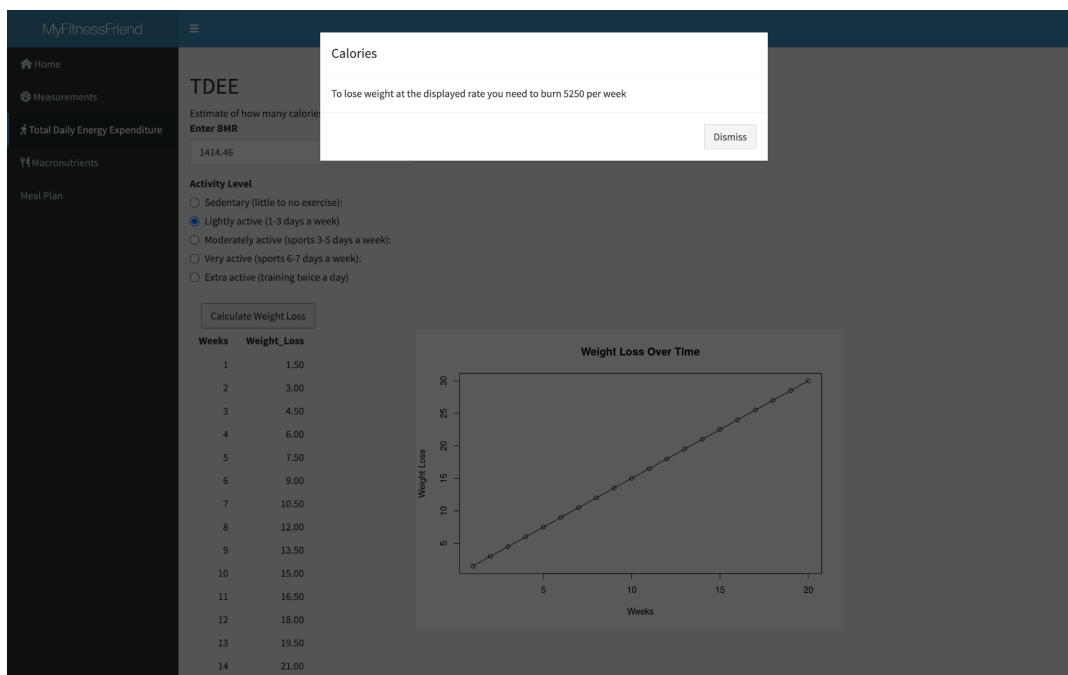 MyFitnessFriend
Home
Measurements
Total Daily Energy Expenditure
Macronutrients
Meal Plan
Calories
To lose weight at the displayed rate you need to burn 5250 per week
Dismiss
TDEE
Estimate of how many calorie
Enter BMR
1414.46
Activity Level
Sedentary (little to no exercise):
Lightly active (1-3 days a week)
Moderately active (sports 3-5 days a week):
Very active (sports 6-7 days a week):
Extra active (training twice a day)
Calculate Weight Loss
Weeks Weight_Loss
1 1.50
2 3.00
3 4.50
4 6.00
5 7.50
6 9.00
7 10.50
8 12.00
9 13.50
10 15.00
11 16.50
12 18.00
13 19.50
14 21.00
Weight Loss Over Time
Weight Loss
30
25
20
15
10
5
5 10 15 20
Weeks